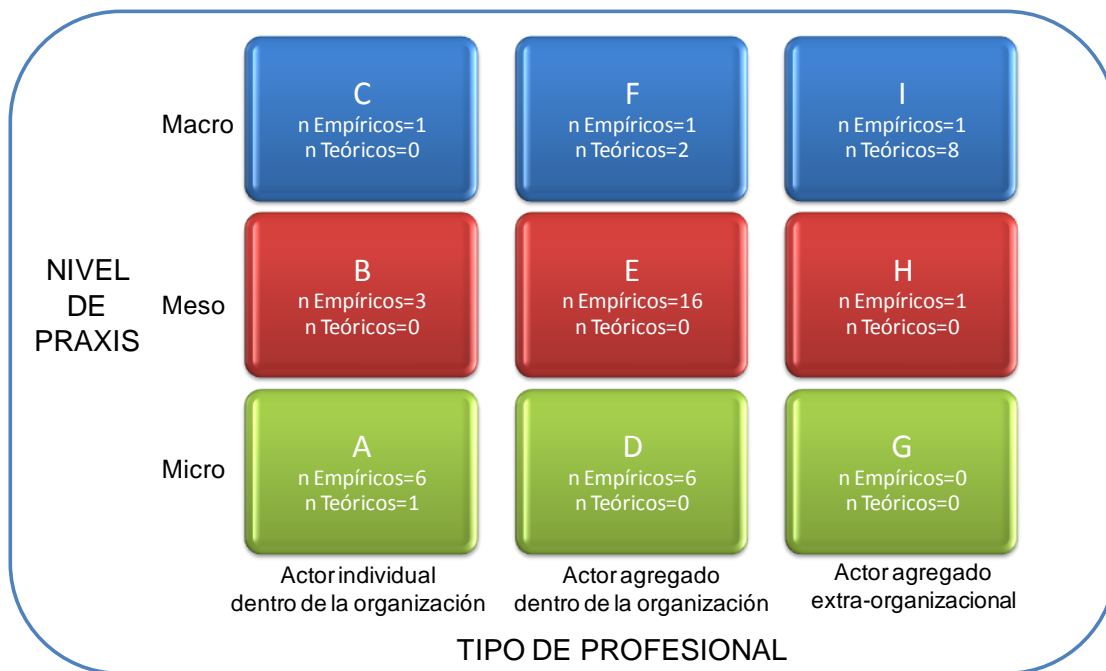 C
n Empíricos=1
n Teóricos=0
F
n Empíricos=1
n Teóricos=2
I
n Empíricos=1
n Teóricos=8
Macro
B
n Empíricos=3
n Teóricos=0
E
n Empíricos=16
n Teóricos=0
H
n Empíricos=1
n Teóricos=0
NIVEL
DE
PRAXIS
Meso
A
n Empíricos=6
n Teóricos=1
D
n Empíricos=6
n Teóricos=0
G
n Empíricos=0
n Teóricos=0
Micro
Actor individual
dentro de la organización
Actor agregado
dentro de la organización
Actor agregado
extra-organizacional
TIPO DE PROFESIONAL